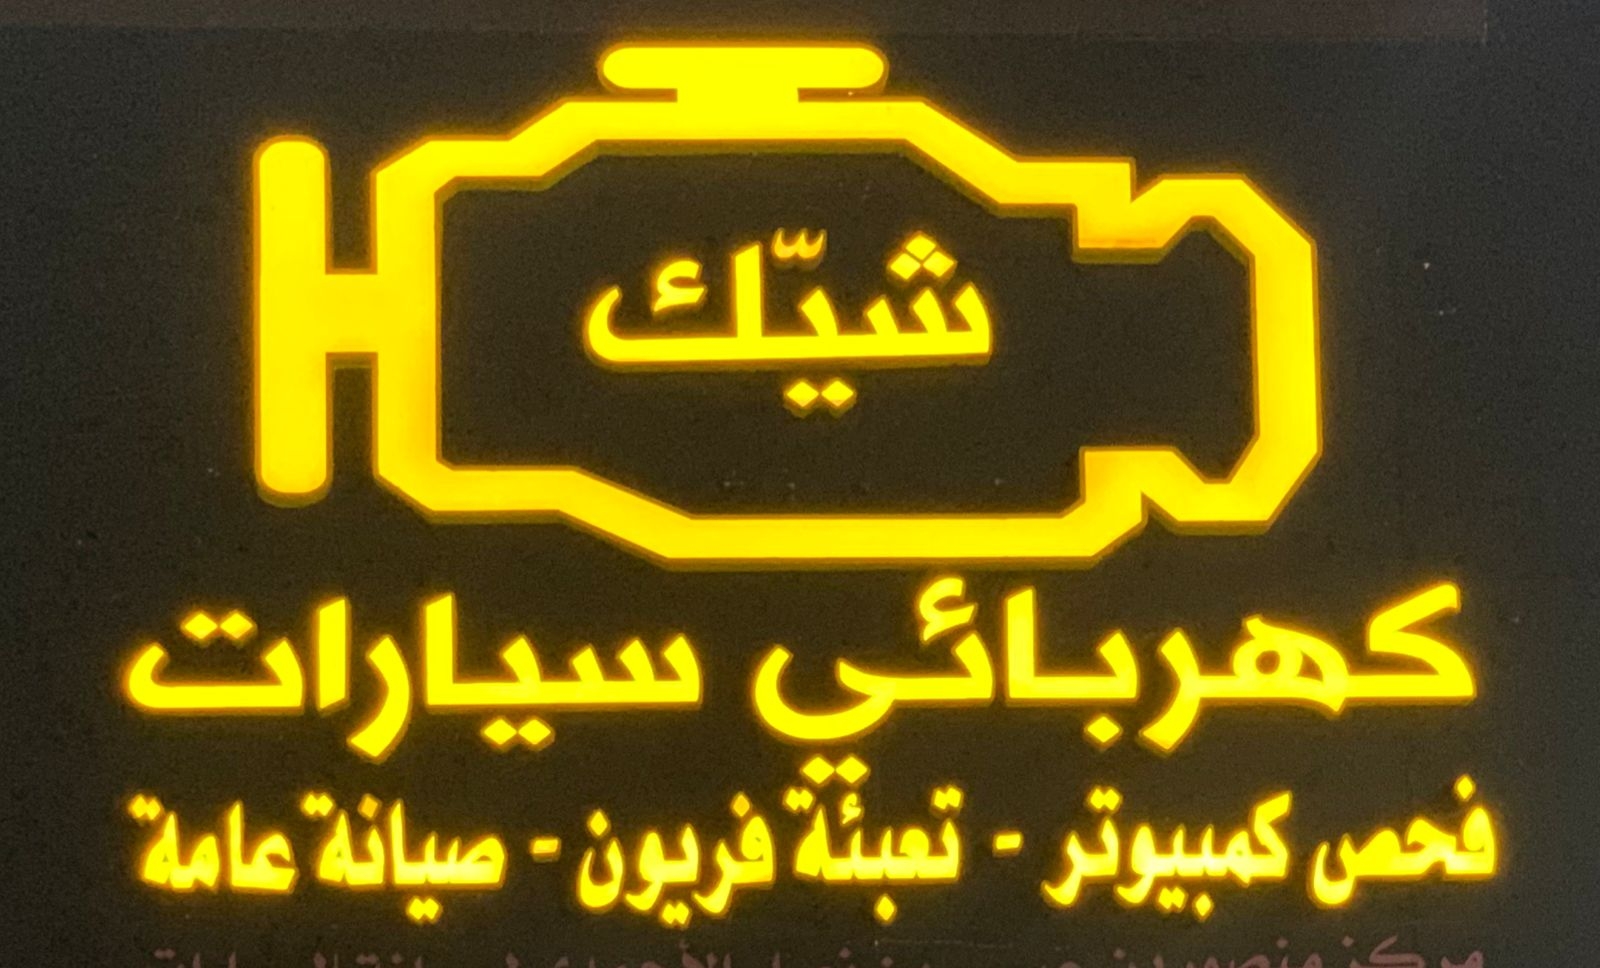 شيّك
كهربائي سيارات
فحص كمبيوتر - تعبئة فريون - صيانة عامة